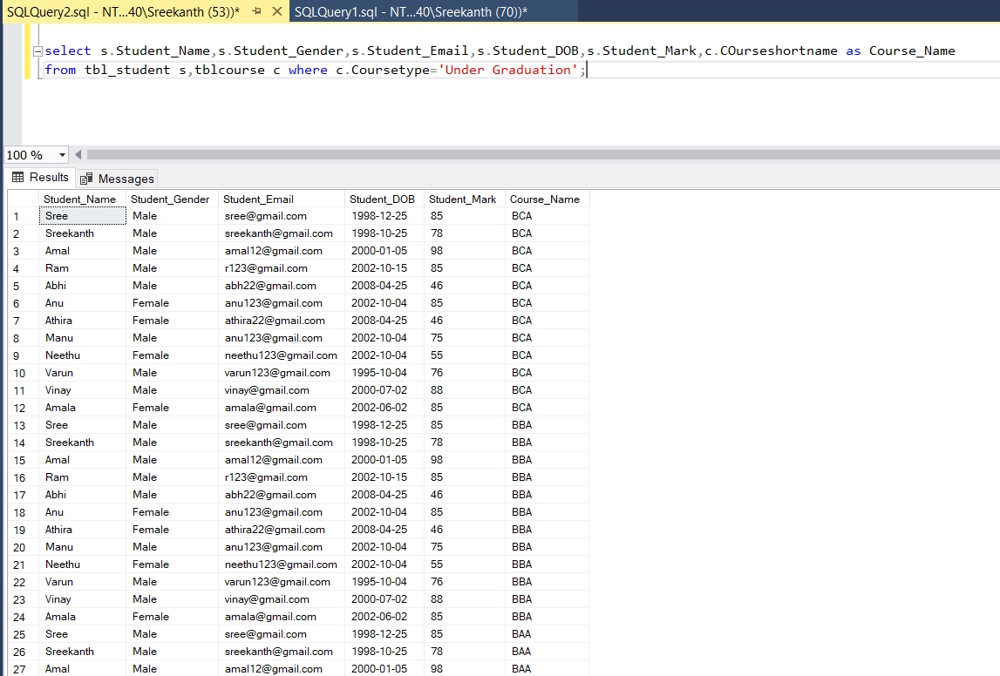 SQLQuery2.sql - NT...40\Sreekanth (53))* SQLQuery1.sql - NT...40\Sreekanth (70))*
select s.Student_Name,s.Student_Gender,s.Student_Email,s.Student_DOB,s.Student_Mark,c.COurseshortname as Course_Name
from tbl_student s,tblcourse c where c.Coursetype='Under Graduation';
100 %
Results Messages
Student_Name Student_Gender Student_Email Student_DOB Student_Mark Course_Name
1 Sree Male sree@gmail.com 1998-12-25 85 BCA
2 Sreekanth Male sreekanth@gmail.com 1998-10-25 78 BCA
3 Amal Male amal12@gmail.com 2000-01-05 98 BCA
4 Ram Male r123@gmail.com 2002-10-15 85 BCA
5 Abhi Male abh22@gmail.com 2008-04-25 46 BCA
6 Anu Female anu123@gmail.com 2002-10-04 85 BCA
7 Athira Female athira22@gmail.com 2008-04-25 46 BCA
8 Manu Male anu123@gmail.com 2002-10-04 75 BCA
9 Neethu Female neethu123@gmail.com 2002-10-04 55 BCA
10 Varun Male varun123@gmail.com 1995-10-04 76 BCA
11 Vinay Male vinay@gmail.com 2000-07-02 88 BCA
12 Amala Female amala@gmail.com 2002-06-02 85 BCA
13 Sree Male sree@gmail.com 1998-12-25 85 BBA
14 Sreekanth Male sreekanth@gmail.com 1998-10-25 78 BBA
15 Amal Male amal12@gmail.com 2000-01-05 98 BBA
16 Ram Male r123@gmail.com 2002-10-15 85 BBA
17 Abhi Male abh22@gmail.com 2008-04-25 46 BBA
18 Anu Female anu123@gmail.com 2002-10-04 85 BBA
19 Athira Female athira22@gmail.com 2008-04-25 46 BBA
20 Manu Male anu123@gmail.com 2002-10-04 75 BBA
21 Neethu Female neethu123@gmail.com 2002-10-04 55 BBA
22 Varun Male varun123@gmail.com 1995-10-04 76 BBA
23 Vinay Male vinay@gmail.com 2000-07-02 88 BBA
24 Amala Female amala@gmail.com 2002-06-02 85 BBA
25 Sree Male sree@gmail.com 1998-12-25 85 BAA
26 Sreekanth Male sreekanth@gmail.com 1998-10-25 78 BAA
27 Amal Male amal12@gmail.com 2000-01-05 98 BAA